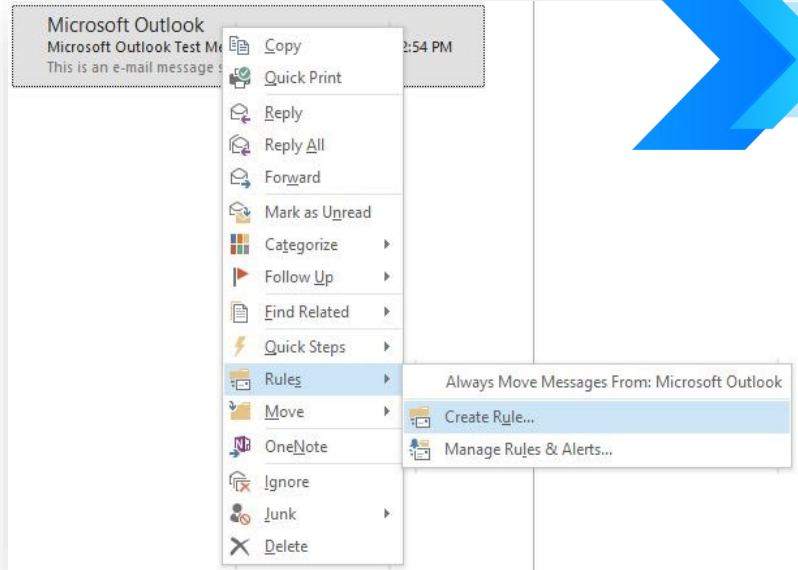 Microsoft Outlook
Microsoft Outlook Test Me 2:54 PM
This is an e-mail message
Copy
Quick Print
Reply
Reply All
Forward
Mark as Unread
Categorize
Follow Up
Find Related
Quick Steps
Rules
Always Move Messages From: Microsoft Outlook
Move
Create Rule...
OneNote
Manage Rules & Alerts...
Ignore
Junk
Delete